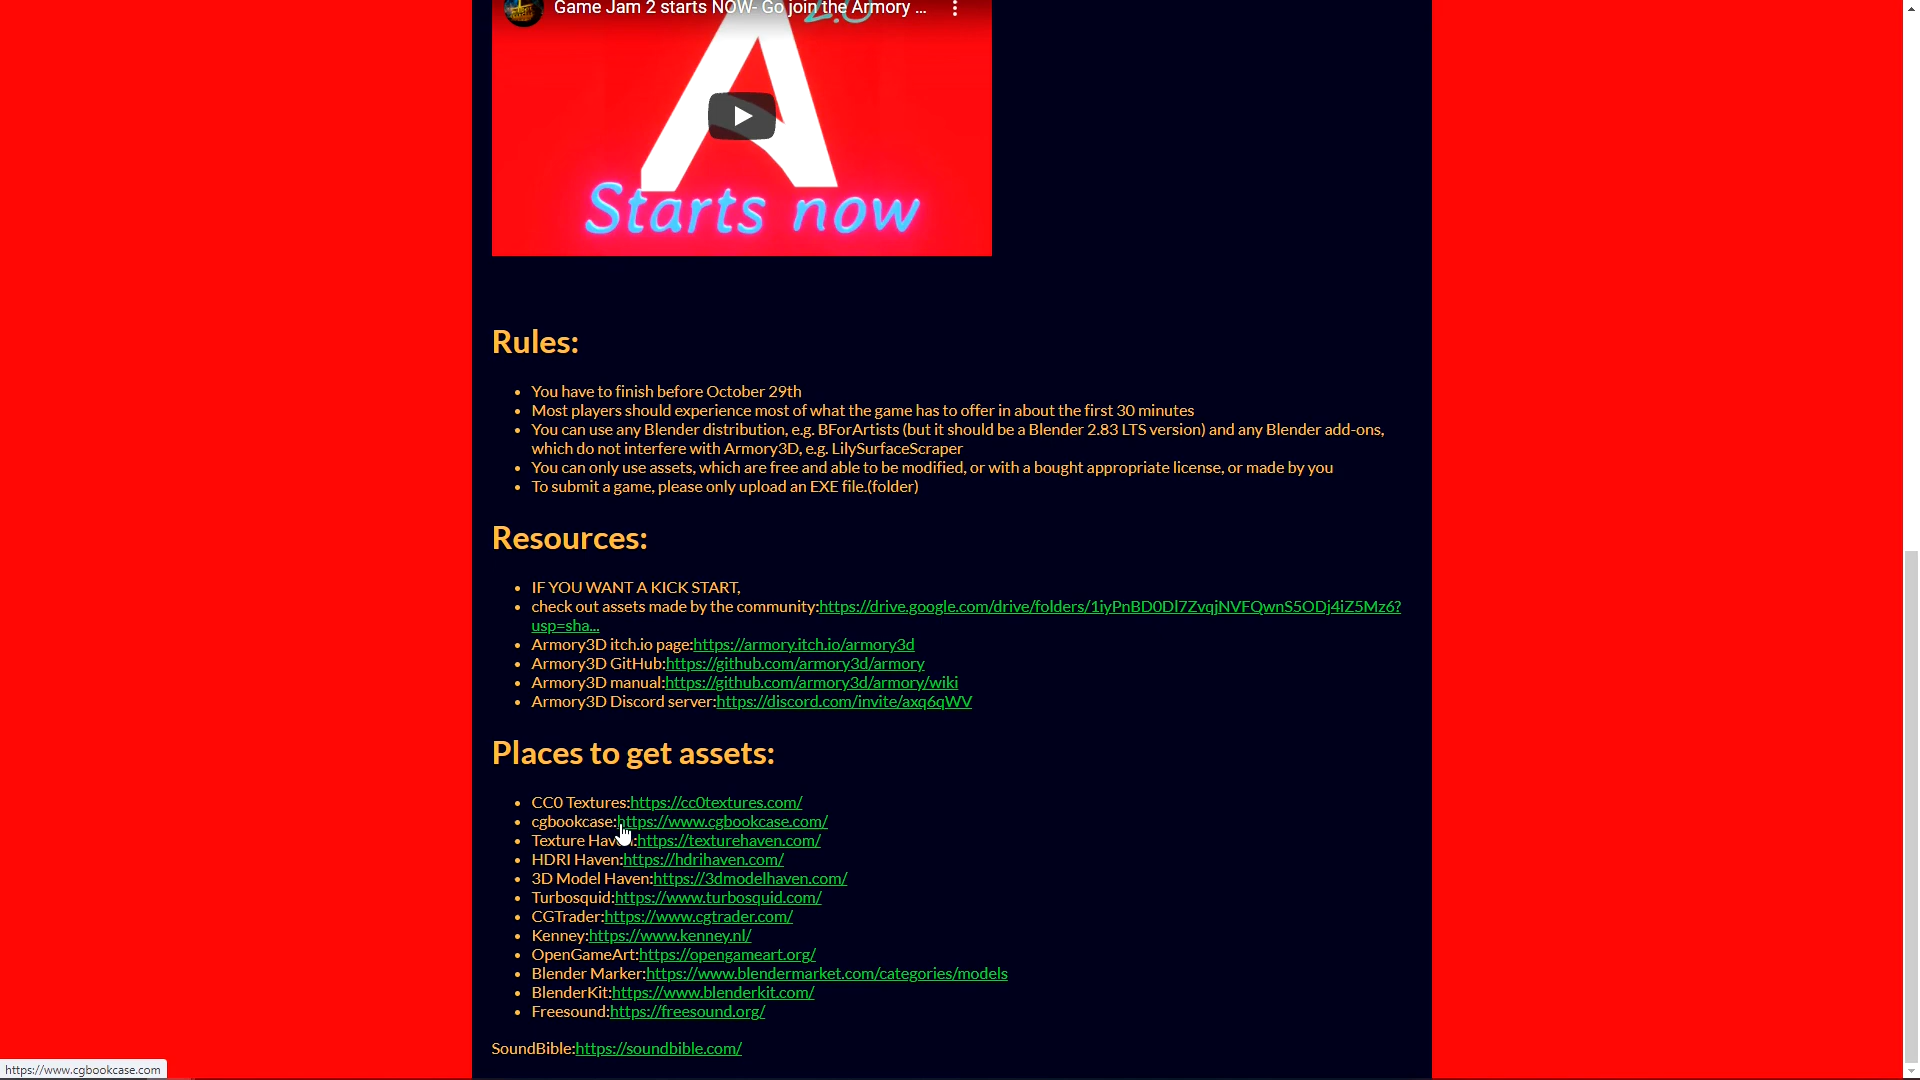 Game Jam 2 starts NOW- Go join the Armory ...
2.0
A
Starts now
Rules:
• You have to finish before October 29th
• Most players should experience most of what the game has to offer in about the first 30 minutes
• You can use any Blender distribution, e.g. BForArtists (but it should be a Blender 2.83 LTS version) and any Blender add-ons,
which do not interfere with Armory3D, e.g. LilySurfaceScraper
• You can only use assets, which are free and able to be modified, or with a bought appropriate license, or made by you
• To submit a game, please only upload an EXE file.(folder)
Resources:
• IF YOU WANT A KICK START,
• check out assets made by the community:https://drive.google.com/drive/folders/1iyPnBD0Dl7ZvqjNVFQwnS5ODj4iZ5Mz6?
usp=sha...
• Armory3D itch.io page:https://armory.itch.io/armory3d
• Armory3D GitHub:https://github.com/armory3d/armory
• Armory3D manual:https://github.com/armory3d/armory/wiki
• Armory3D Discord server:https://discord.com/invite/axq6qWV
Places to get assets:
• CC0 Textures:https://cc0textures.com/
• cgbookcase:https://www.cgbookcase.com/
• Texture Haven:https://texturehaven.com/
• HDRI Haven:https://hdrihaven.com/
• 3D Model Haven:https://3dmodelhaven.com/
• Turbosquid:https://www.turbosquid.com/
• CGTrader:https://www.cgtrader.com/
• Kenney:https://www.kenney.nl/
• OpenGameArt:https://opengameart.org/
• Blender Marker:https://www.blendermarket.com/categories/models
• BlenderKit:https://www.blenderkit.com/
• Freesound:https://freesound.org/
SoundBible:https://soundbible.com/
https://www.cgbookcase.com